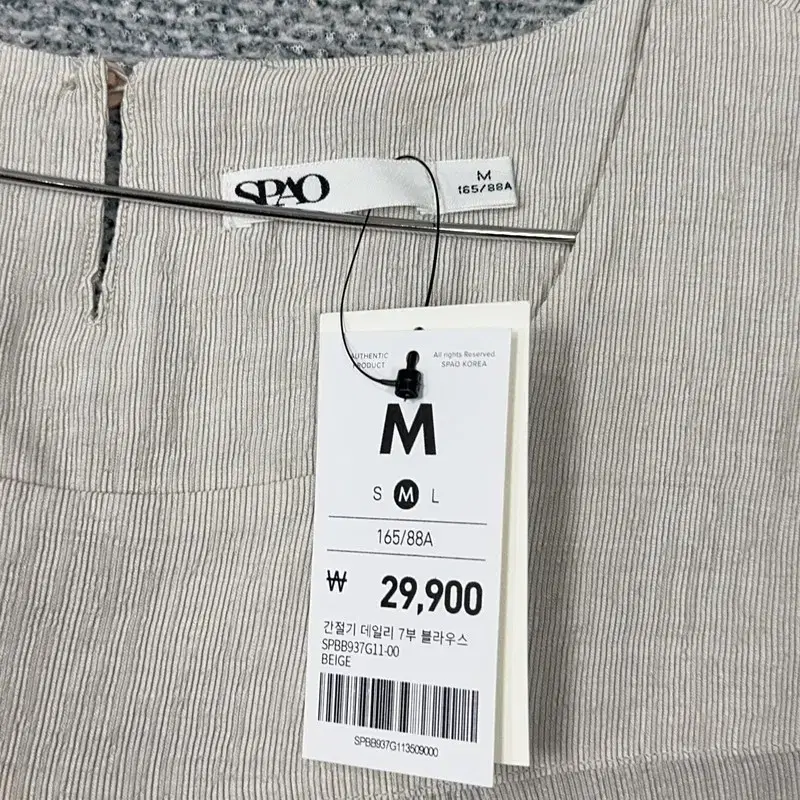 SPAO
M
165/88A
AUTHENTIC
PRODUCT
All rights Reserved.
SPAO KOREA
M
S M L
165/88A
₩ 29,900
간절기 데일리 7부 블라우스
SPBB937G11-00
BEIGE
SPBB937G113509000